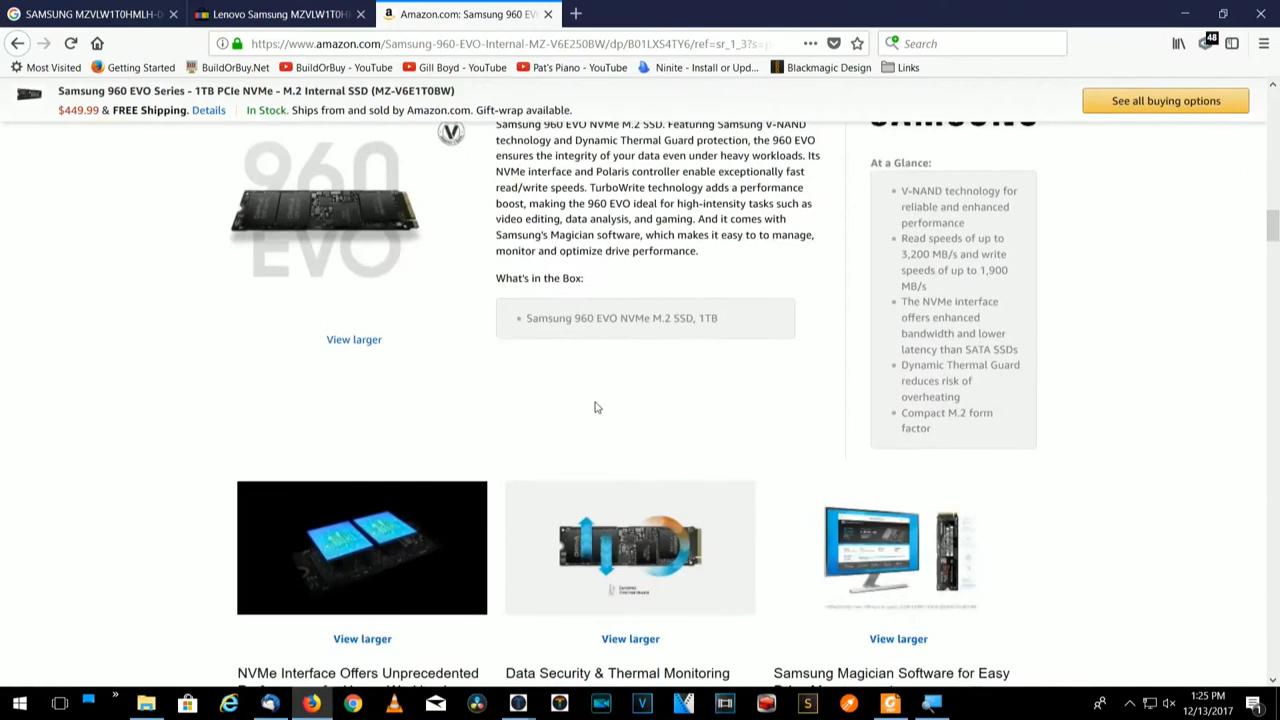 SAMSUNG MZVLW1T0HMLH-0
Lenovo Samsung MZVLW1T0H
Amazon.com: Samsung 960 EV
https://www.amazon.com/Samsung-960-EVO-Internal-MZ-V6E250BW/dp/B01LXS4TY6/ref=sr_1_3?s=p
Search
48
Most Visited
Getting Started
BuildOrBuy.Net
BuildOrBuy - YouTube
Gill Boyd - YouTube
Pat's Piano - YouTube
Ninite - Install or Upd...
Blackmagic Design
Links
Samsung 960 EVO Series - 1TB PCIe NVMe - M.2 Internal SSD (MZ-V6E1T0BW)
$449.99 & FREE Shipping. Details
In Stock. Ships from and sold by Amazon.com. Gift-wrap available.
See all buying options
960
EVO
View larger
Samsung 960 EVO NVMe M.2 SSD. Featuring Samsung V-NAND
technology and Dynamic Thermal Guard protection, the 960 EVO
ensures the integrity of your data even under heavy workloads. Its
NVMe interface and Polaris controller enable exceptionally fast
read/write speeds. TurboWrite technology adds a performance
boost, making the 960 EVO ideal for high-intensity tasks such as
video editing, data analysis, and gaming. And it comes with
Samsung's Magician software, which makes it easy to to manage,
monitor and optimize drive performance.
What's in the Box:
Samsung 960 EVO NVMe M.2 SSD, 1TB
SAMSUNG
At a Glance:
V-NAND technology for
reliable and enhanced
performance
Read speeds of up to
3,200 MB/s and write
speeds of up to 1,900
MB/s
The NVMe interface
offers enhanced
bandwidth and lower
latency than SATA SSDs
Dynamic Thermal Guard
reduces risk of
overheating
Compact M.2 form
factor
View larger
View larger
View larger
NVMe Interface Offers Unprecedented
Data Security & Thermal Monitoring
Samsung Magician Software for Easy
1:25 PM
12/13/2017